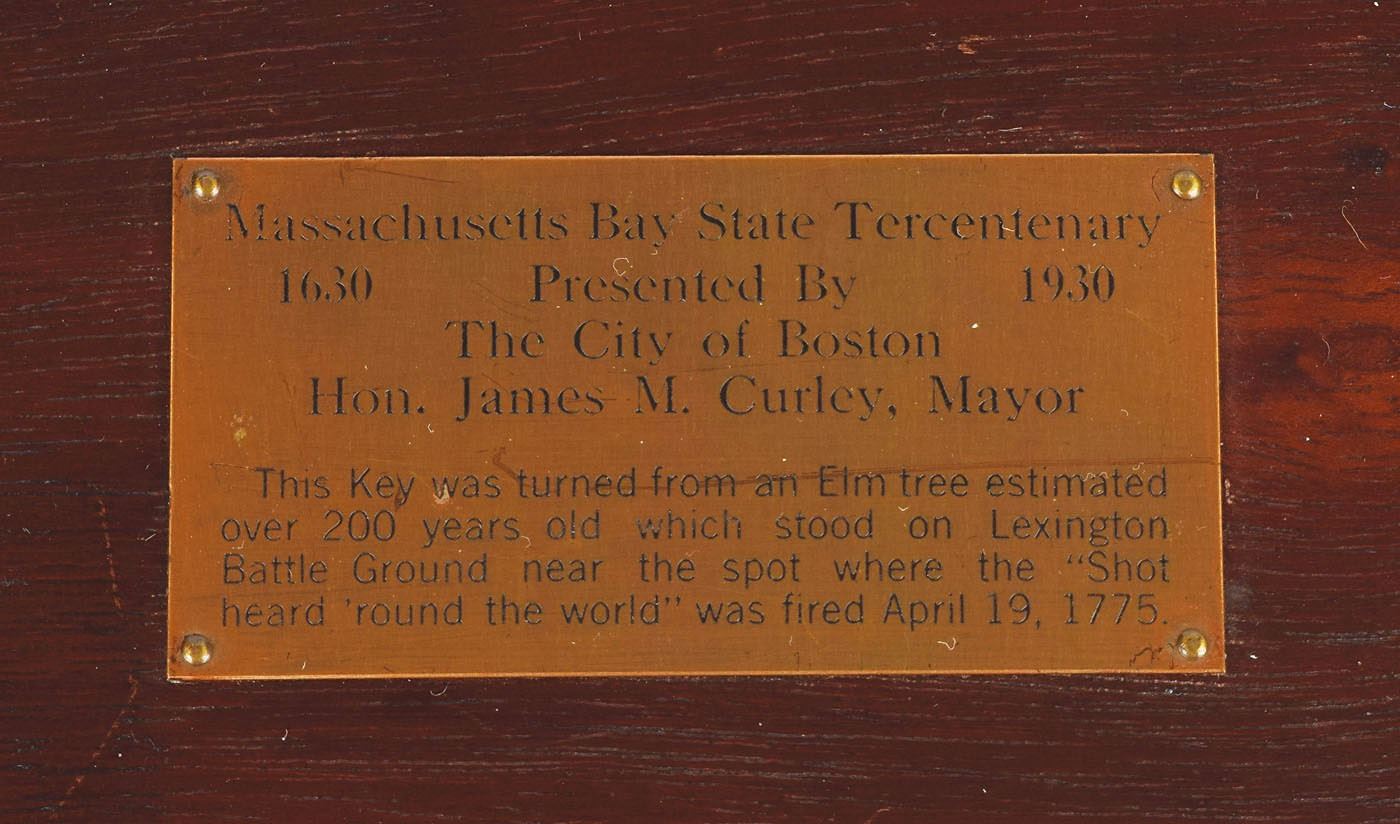 Massachusetts Bay State Tercentenary
1630 Presented By 1930
The City of Boston
Hon. James M. Curley, Mayor
This Key was turned from an Elm tree estimated
over 200 years old which stood on Lexington
Battle Ground near the spot where the "Shot
heard 'round the world" was fired April 19, 1775.